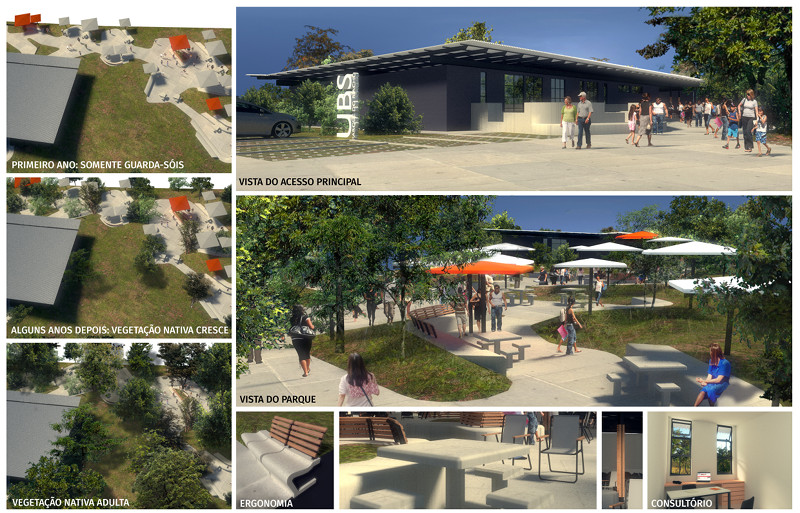 PRIMEIRO ANO: SOMENTE GUARDA-SÓIS
ALGUNS ANOS DEPOIS: VEGETAÇÃO NATIVA CRESCE
VEGETAÇÃO NATIVA ADULTA
UBS
VISTA DO ACESSO PRINCIPAL
VISTA DO PARQUE
ERGONOMIA
CONSULTÓRIO